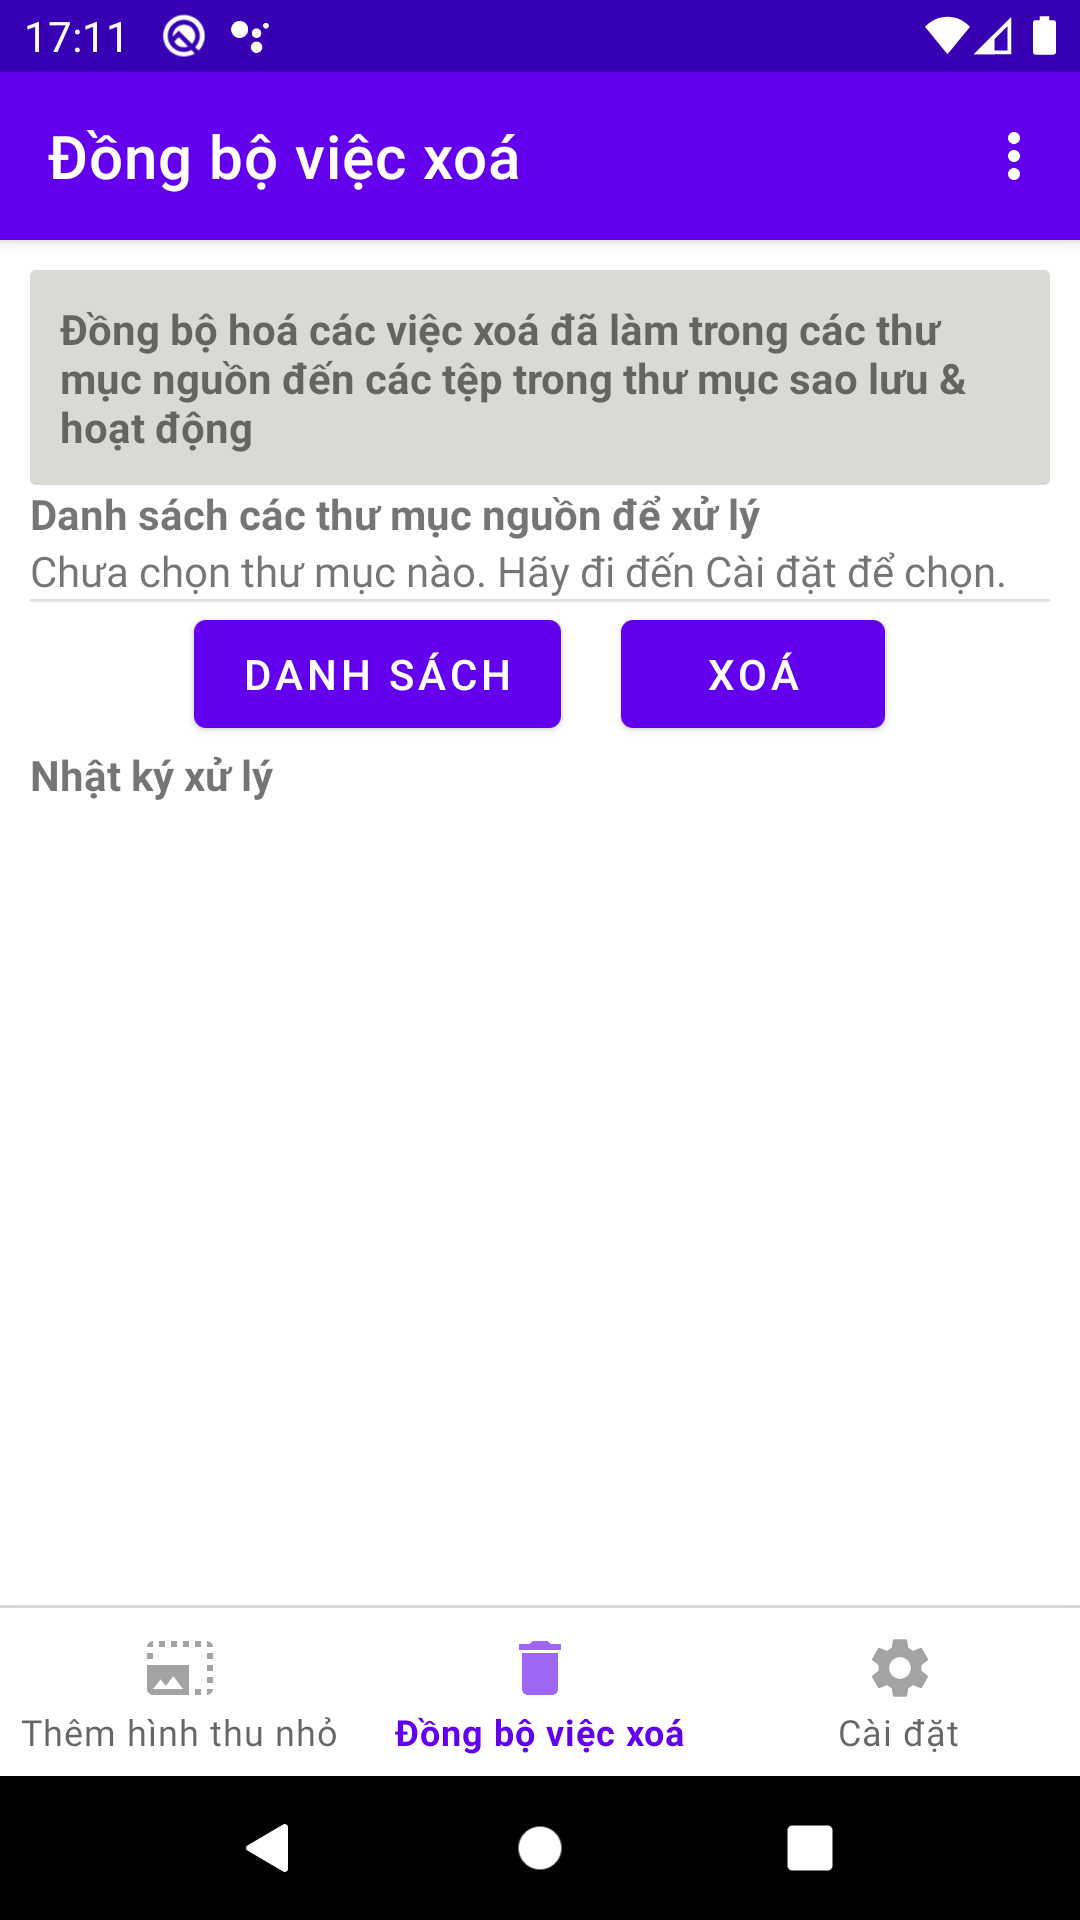 17:11
Đồng bộ việc xoá
Đồng bộ hoá các việc xoá đã làm trong các thư
mục nguồn đến các tệp trong thư mục sao lưu &
hoạt động
Danh sách các thư mục nguồn để xử lý
Chưa chọn thư mục nào. Hãy đi đến Cài đặt để chọn.
DANH SÁCH
XOÁ
Nhật ký xử lý
Thêm hình thu nhỏ
Đồng bộ việc xoá
Cài đặt